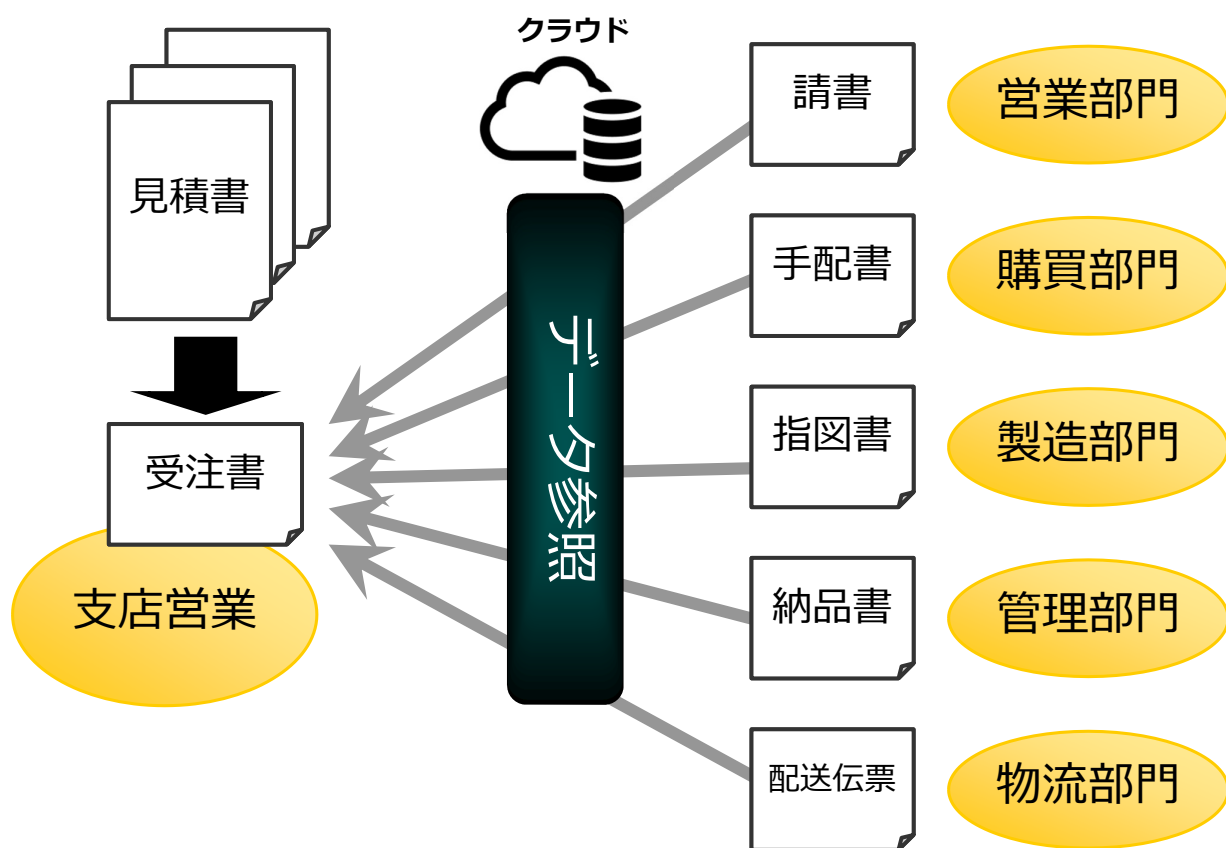 クラウド
見積書
受注書
支店営業
データ参照
請書
営業部門
手配書
購買部門
指図書
製造部門
納品書
管理部門
配送伝票
物流部門